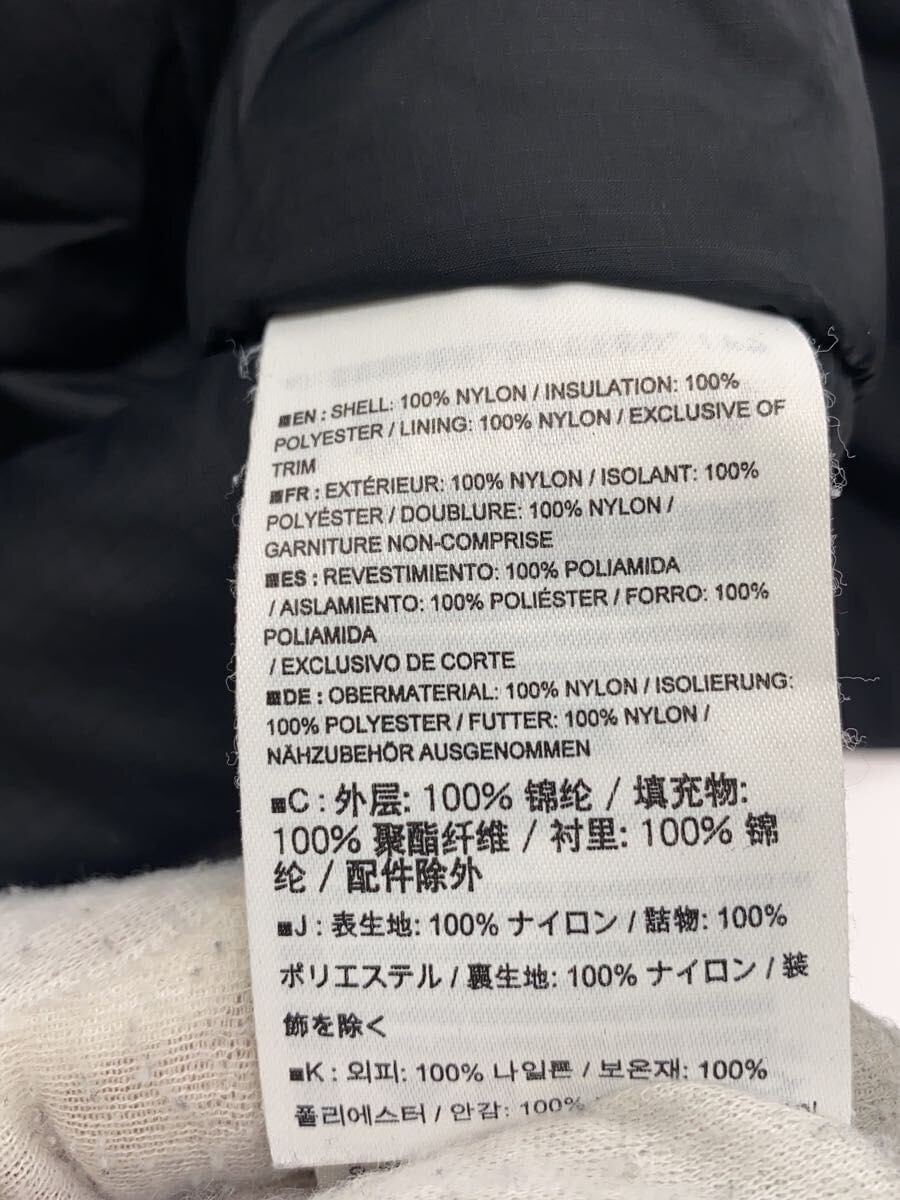 ■EN : SHELL: 100% NYLON / INSULATION: 100%
POLYESTER / LINING: 100% NYLON / EXCLUSIVE OF
TRIM
■FR : EXTÉRIEUR: 100% NYLON / ISOLANT: 100%
POLYÉSTER / DOUBLURE: 100% NYLON /
GARNITURE NON-COMPRISE
■ES : REVESTIMIENTO: 100% POLIAMIDA
/ AISLAMIENTO: 100% POLIÉSTER / FORRO: 100%
POLIAMIDA
/ EXCLUSIVO DE CORTE
■DE : OBERMATERIAL: 100% NYLON / ISOLIERUNG:
100% POLYESTER / FUTTER: 100% NYLON /
NÄHZUBEHÖR AUSGENOMMEN
■C : 外层: 100% 锦纶 / 填充物:
100% 聚酯纤维 / 衬里: 100% 锦
纶 / 配件除外
■J : 表生地: 100% ナイロン / 詰物: 100%
ポリエステル / 裏生地: 100% ナイロン / 装
飾を除く
■K : 외피: 100% 나일론 / 보온재: 100%
폴리에스터 / 안감: 100%